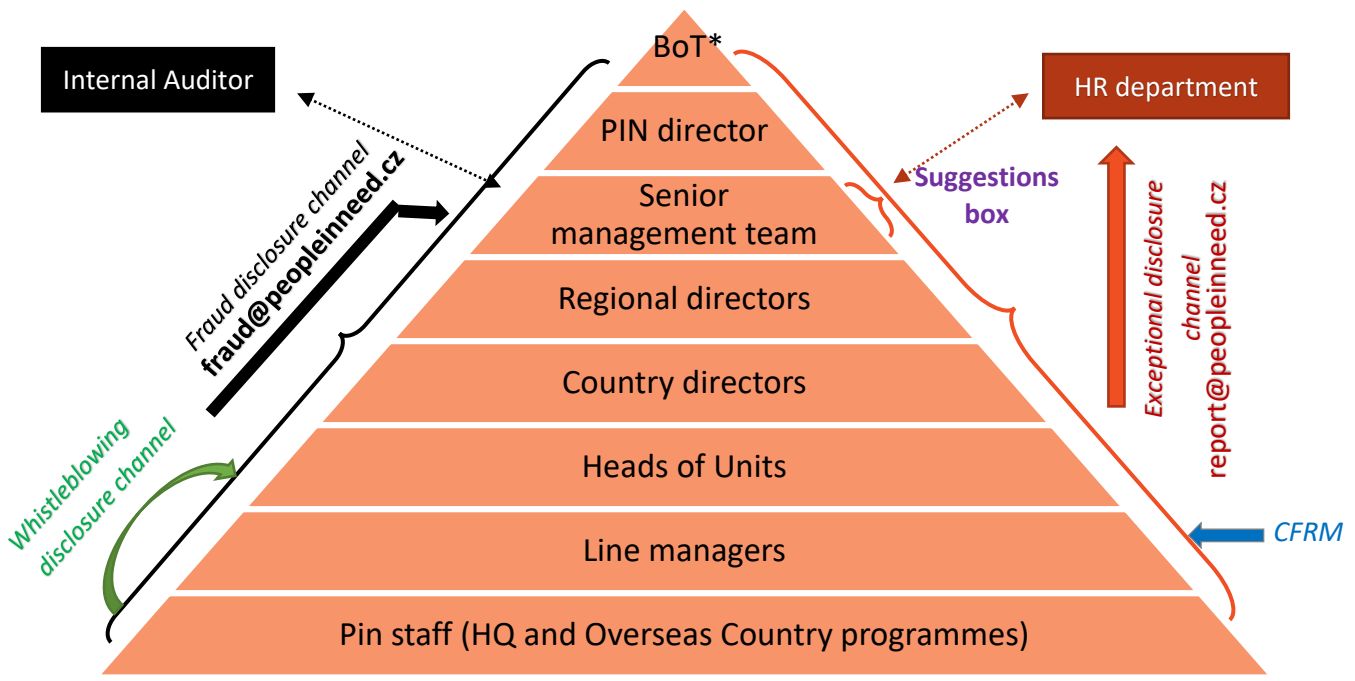 BoT*
Internal Auditor
HR department
PIN director
Fraud disclosure channel
fraud@peopleinneed.cz
Suggestions
box
Senior
management team
Exceptional disclosure
channel
report@peopleinneed.cz
Regional directors
Country directors
Whistleblowing
disclosure channel
Heads of Units
CFRM
Line managers
Pin staff (HQ and Overseas Country programmes)